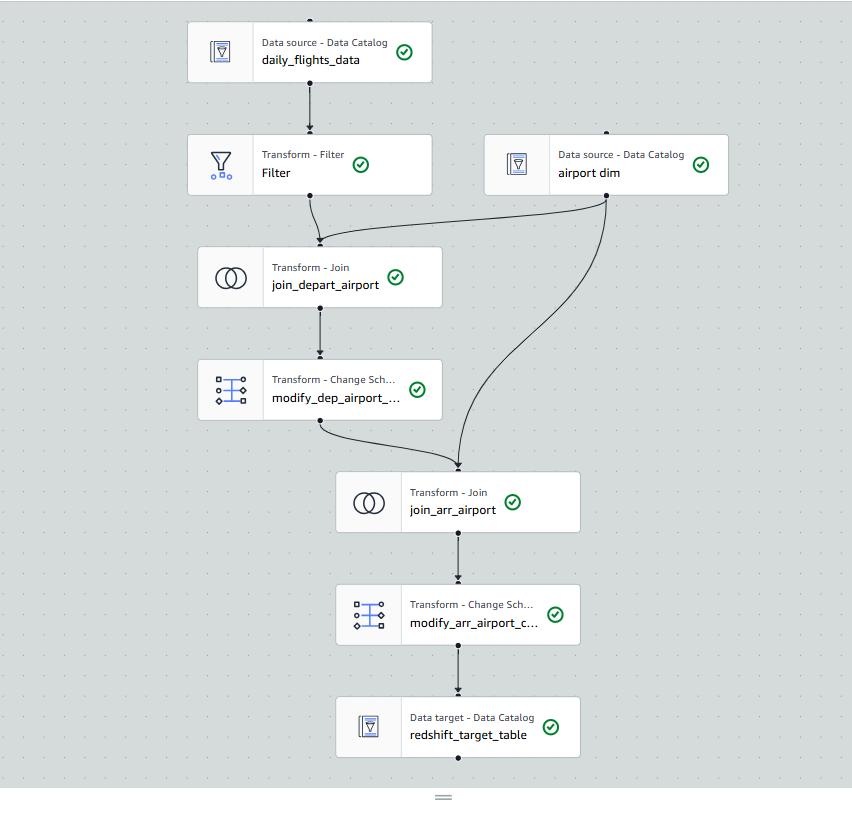 Data source - Data Catalog
daily_flights_data
Transform - Filter
Filter
Data source - Data Catalog
airport dim
Transform - Join
join_depart_airport
Transform - Change Sch...
modify_dep_airport_...
Transform - Join
join_arr_airport
Transform - Change Sch...
modify_arr_airport_c...
Data target - Data Catalog
redshift_target_table